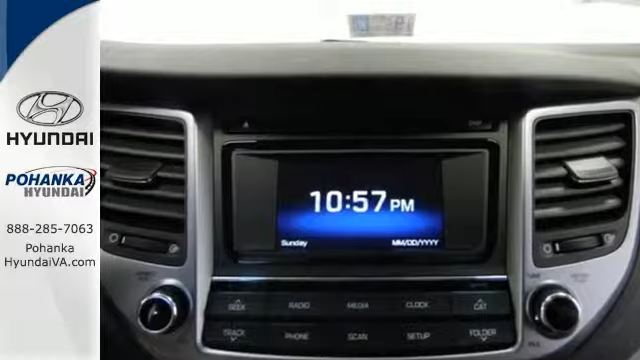 HYUNDAI
POHANKA
HYUNDAI
888-285-7063
Pohanka
HyundaiVA.com
10:57 PM
Sunday MM/DD/YYYY
SEEK RADIO MEDIA CLOCK CAT
TRACK PHONE SCAN SETUP FOLDER